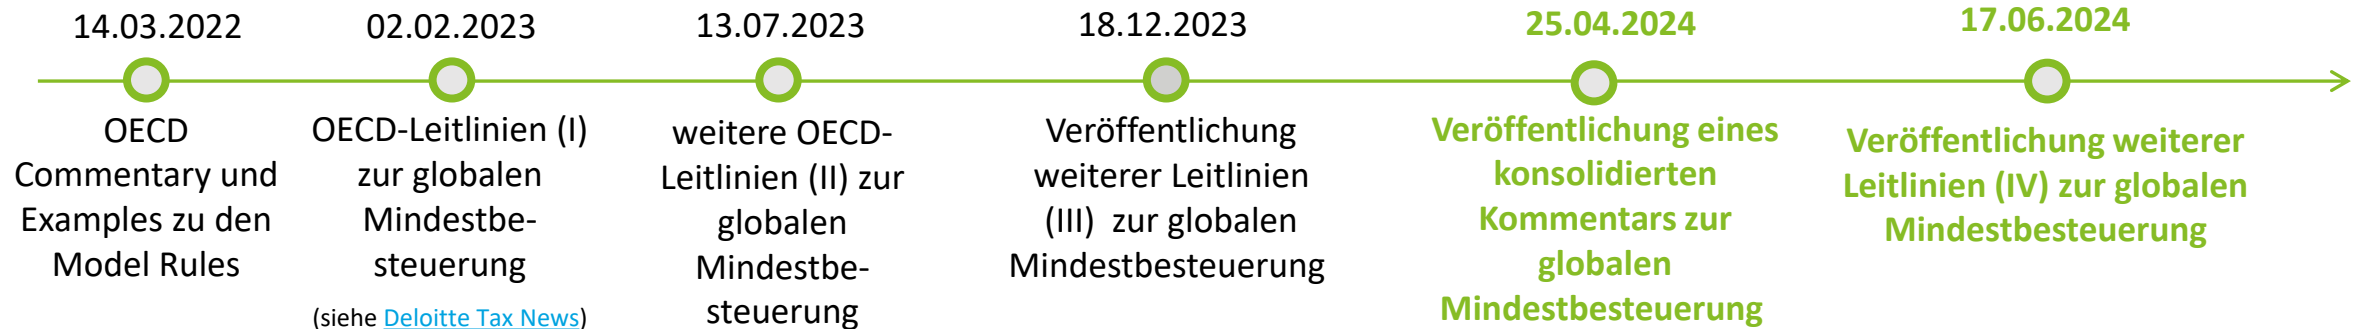 14.03.2022
OECD
Commentary und
Examples zu den
Model Rules
02.02.2023
OECD-Leitlinien (I)
zur globalen
Mindestbe-
steuerung
(siehe Deloitte Tax News)
13.07.2023
weitere OECD-
Leitlinien (II) zur
globalen
Mindestbe-
steuerung
18.12.2023
Veröffentlichung
weiterer Leitlinien
(III)  zur globalen
Mindestbesteuerung
25.04.2024
Veröffentlichung eines
konsolidierten
Kommentars zur
globalen
Mindestbesteuerung
17.06.2024
Veröffentlichung weiterer
Leitlinien (IV) zur globalen
Mindestbesteuerung